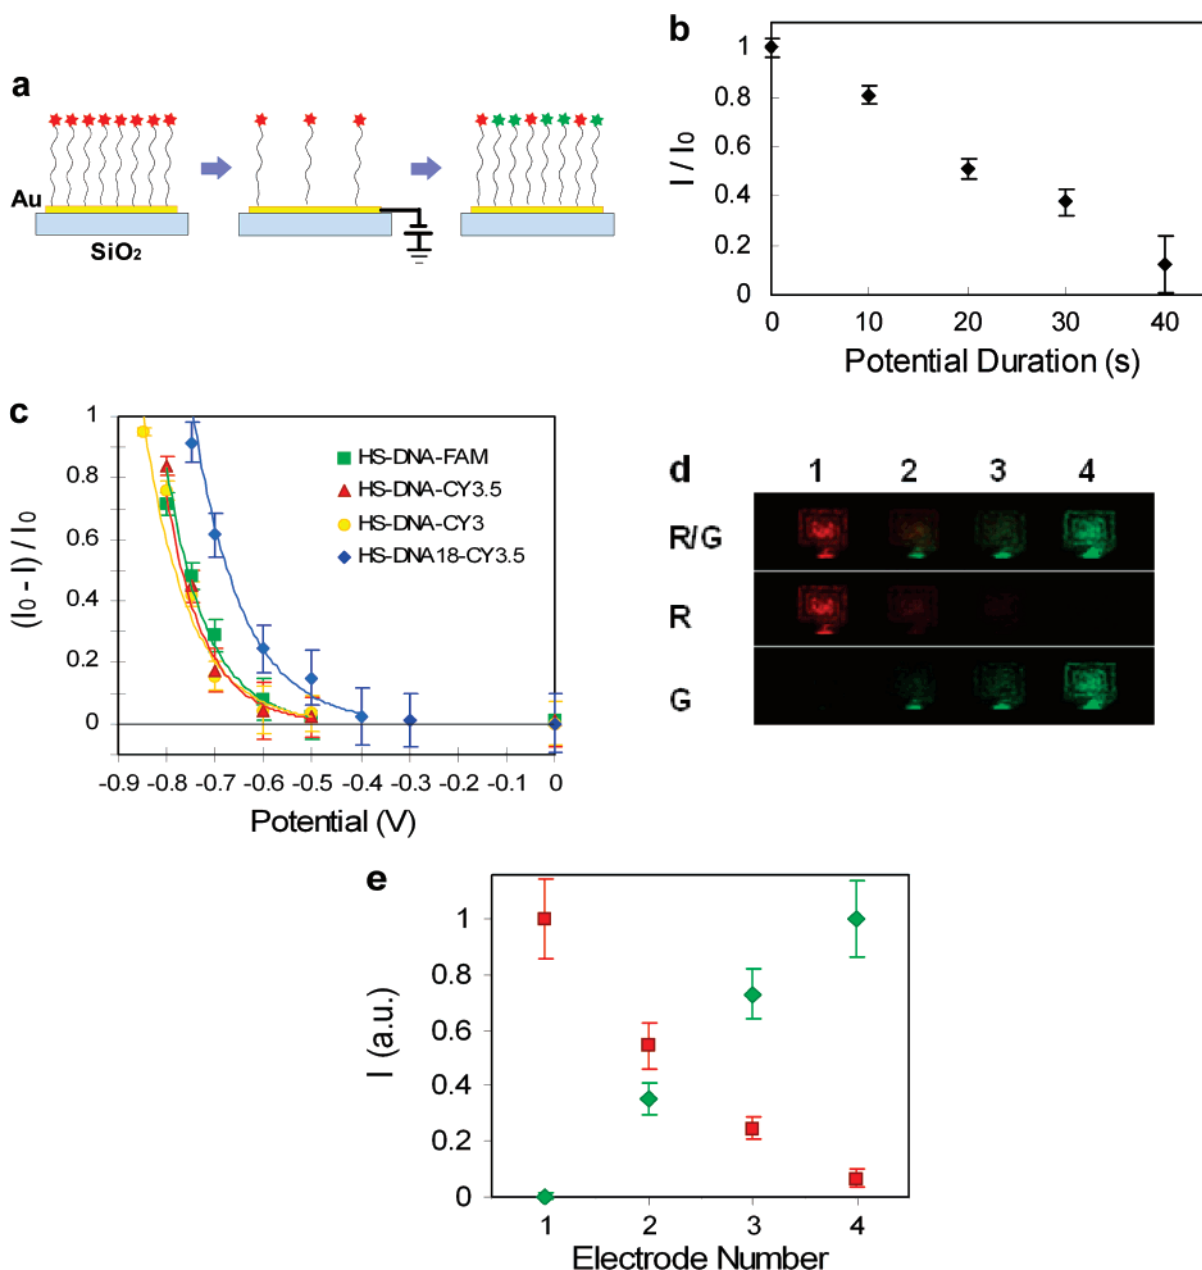 a
Au
SiO2
b
I / I0
1
0.8
0.6
0.4
0.2
0
0 10 20 30 40
Potential Duration (s)
c
(I0 - I) / I0
1
0.8
0.6
0.4
0.2
0
HS-DNA-FAM
HS-DNA-CY3.5
HS-DNA-CY3
HS-DNA18-CY3.5
-0.9 -0.8 -0.7 -0.6 -0.5 -0.4 -0.3 -0.2 -0.1 0
Potential (V)
d
1 2 3 4
R/G
R
G
e
I (a.u.)
1
0.8
0.6
0.4
0.2
0
1 2 3 4
Electrode Number